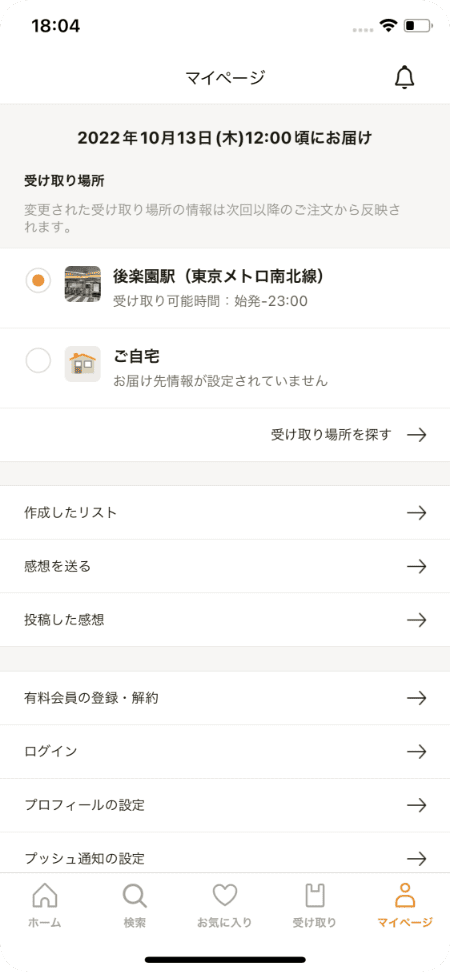 18:04
マイページ
2022年10月13日(木)12:00頃にお届け
受け取り場所
変更された受け取り場所の情報は次回以降のご注文から反映さ
れます。
後楽園駅（東京メトロ南北線）
受け取り可能時間：始発-23:00
ご自宅
お届け先情報が設定されていません
受け取り場所を探す
作成したリスト
感想を送る
投稿した感想
有料会員の登録・解約
ログイン
プロフィールの設定
プッシュ通知の設定
ホーム 検索 お気に入り 受け取り マイページ